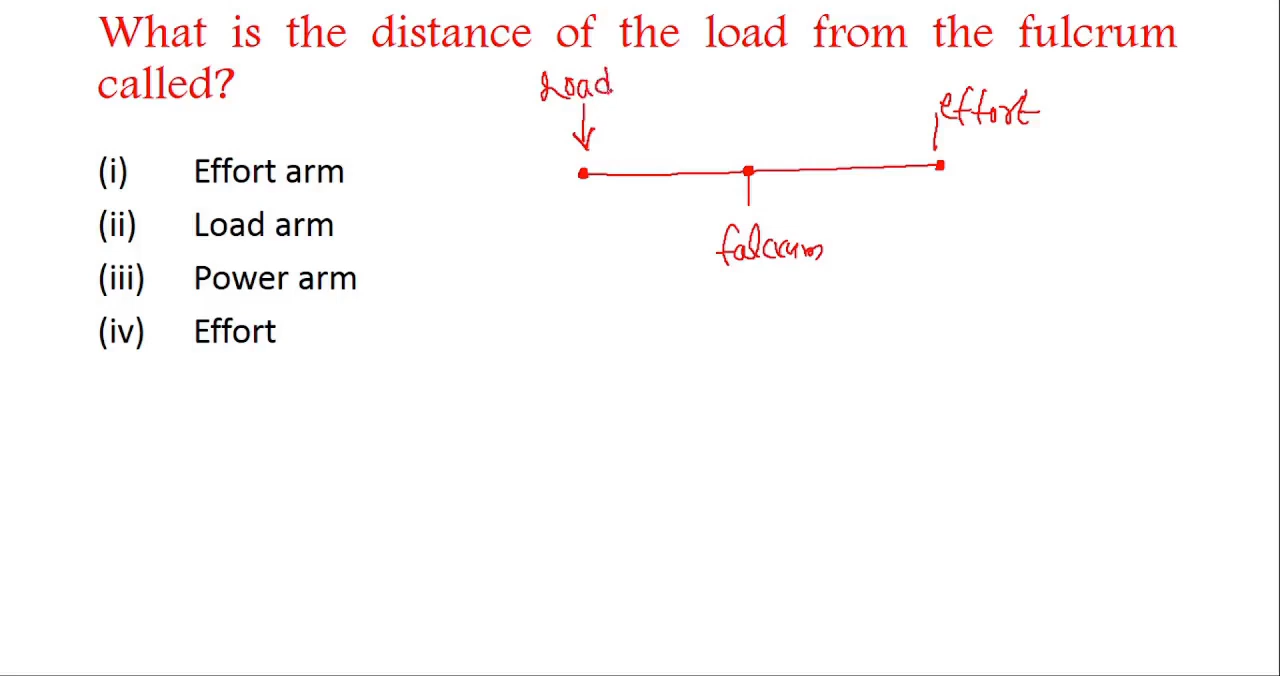 What is the distance of the load from the fulcrum
called?
Load
effort
(i) Effort arm
(ii) Load arm
fulcrum
(iii) Power arm
(iv) Effort